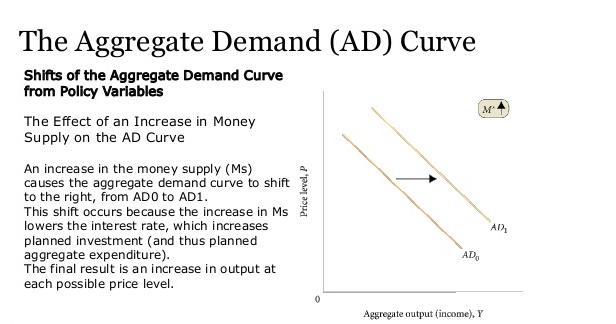 The Aggregate Demand (AD) Curve
Shifts of the Aggregate Demand Curve
from Policy Variables
The Effect of an Increase in Money
Supply on the AD Curve
An increase in the money supply (Ms)
causes the aggregate demand curve to shift
to the right, from AD0 to AD1.
This shift occurs because the increase in Ms
lowers the interest rate, which increases
planned investment (and thus planned
aggregate expenditure).
The final result is an increase in output at
each possible price level.
Price level, P
Mˢ
AD₁
AD₀
0
Aggregate output (income), Y